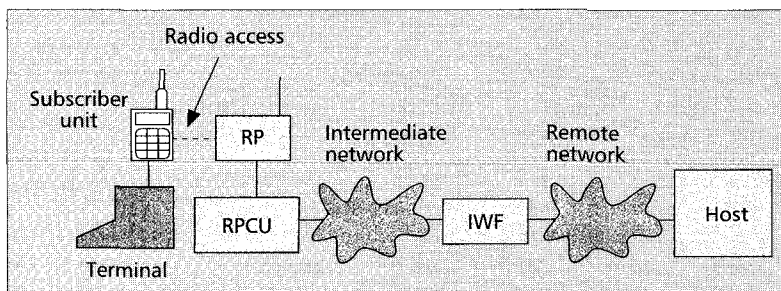 Radio access
Subscriber
unit
RP
Intermediate
network
Remote
network
RPCU
IWF
Host
Terminal